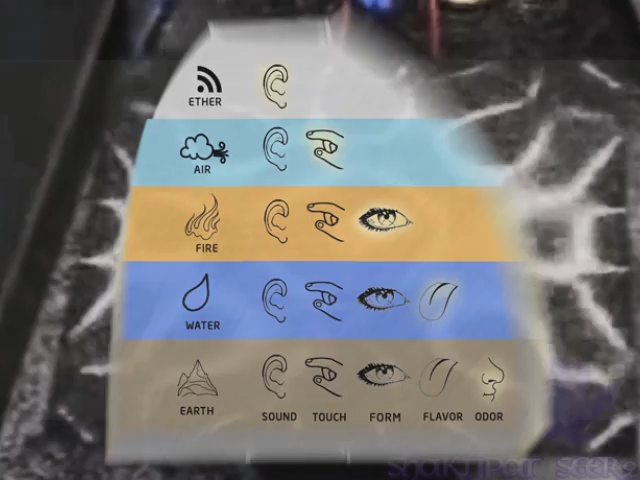 ETHER
AIR
FIRE
WATER
EARTH
SOUND TOUCH FORM FLAVOR ODOR